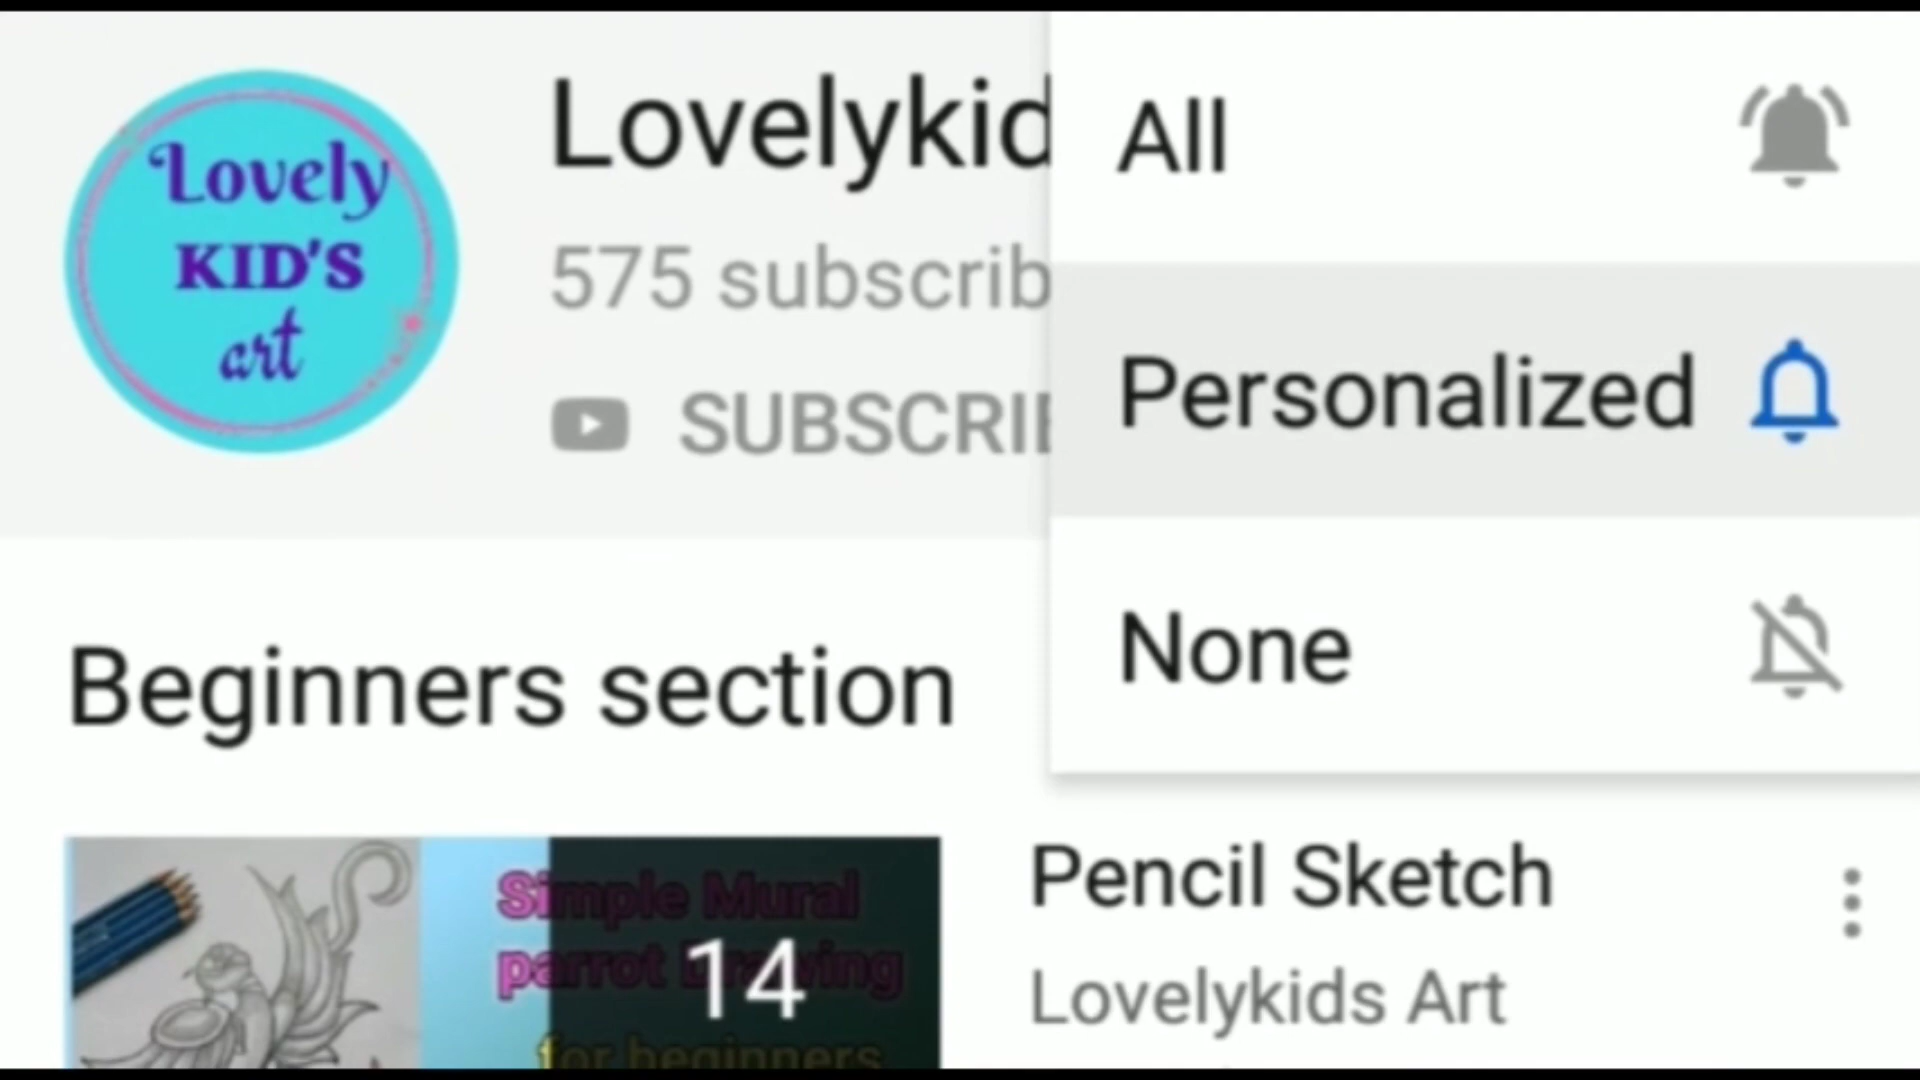 Lovely
KID'S
art
Lovelykid
575 subscrib
SUBSCRIB
All
Personalized
None
Beginners section
Simple Mural
parrot Drawing
for beginners
14
Pencil Sketch
Lovelykids Art